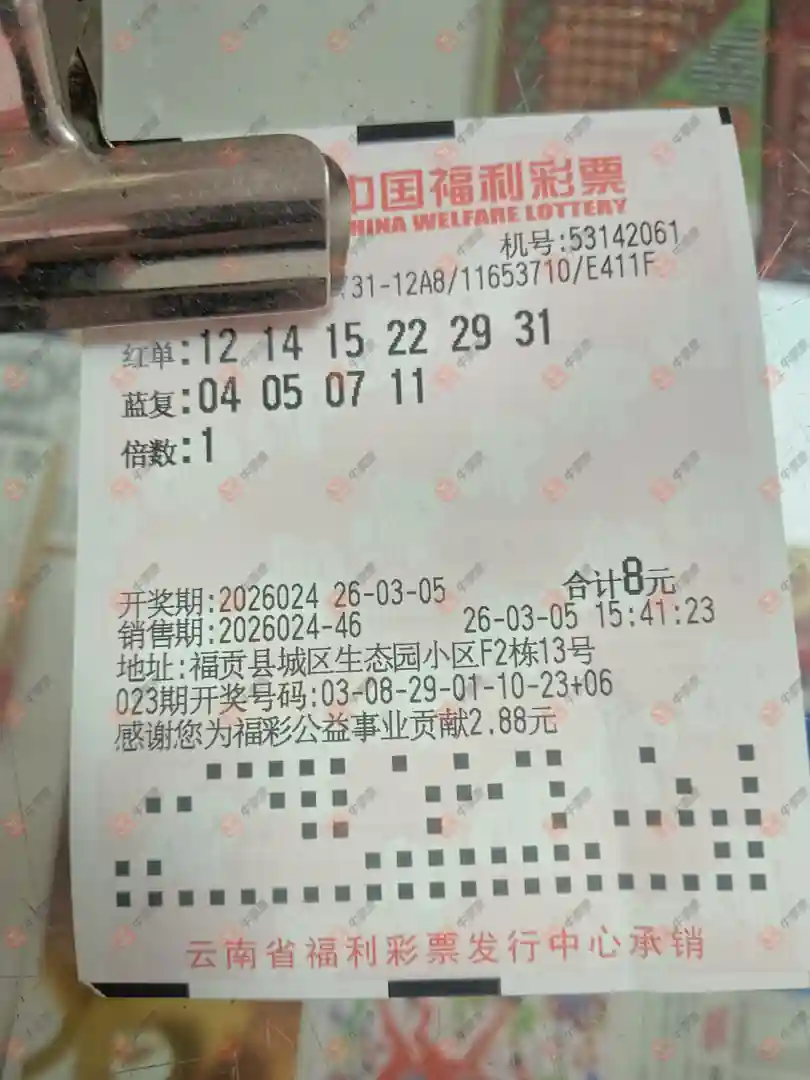 中国福利彩票
HINA WELFARE LOTTERY
机号:53142061
31-12A8/11653710/E411F
红单:12 14 15 22 29 31
蓝复:04 05 07 11
倍数:1
合计8元
开奖期:2026024 26-03-05
销售期:2026024-46 26-03-05 15:41:23
地址:福贡县城区生态园小区F2栋13号
023期开奖号码:03-08-29-01-10-23+06
感谢您为福彩公益事业贡献2.88元
云南省福利彩票发行中心承销